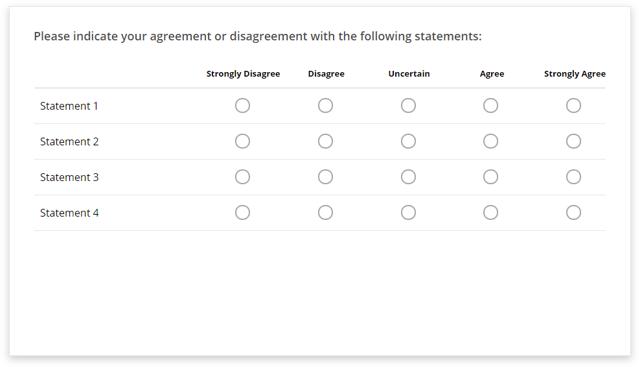 Please indicate your agreement or disagreement with the following statements:
Strongly Disagree Disagree Uncertain Agree Strongly Agree
Statement 1
Statement 2
Statement 3
Statement 4